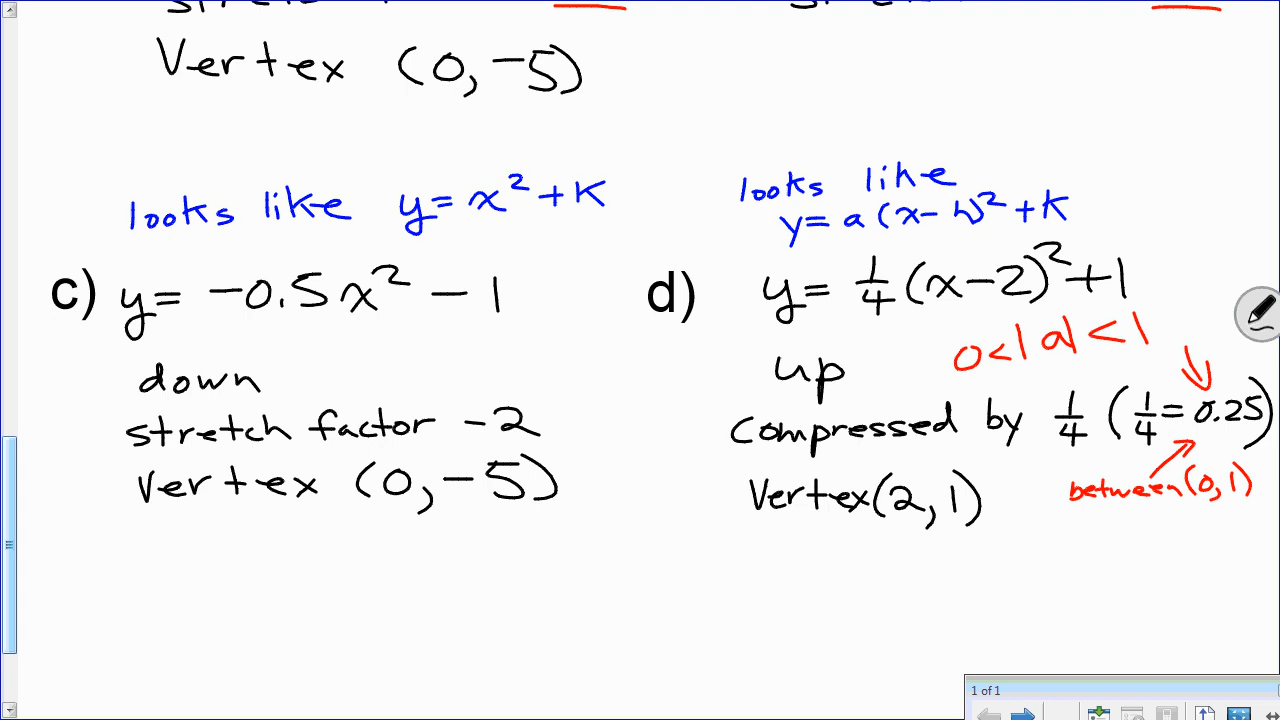 Vertex (0, -5)
looks like y = x² + k
looks like
y = a (x - h)² + k
c) y = -0.5x² - 1
d) y = 1/4 (x - 2)² + 1
0 < |a| < 1
down
up
stretch factor -2
compressed by 1/4 (1/4 = 0.25)
vertex (0, -5)
Vertex (2, 1)
between (0, 1)
1 of 1